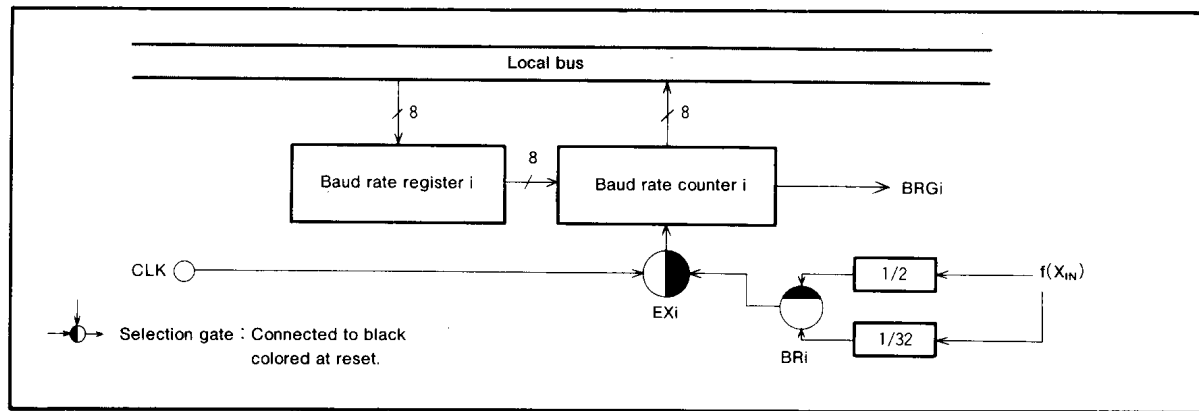 Local bus
8
8
Baud rate register i
8
Baud rate counter i
BRGi
CLK
EXi
BRi
1/2
1/32
f(XIN)
Selection gate : Connected to black
colored at reset.